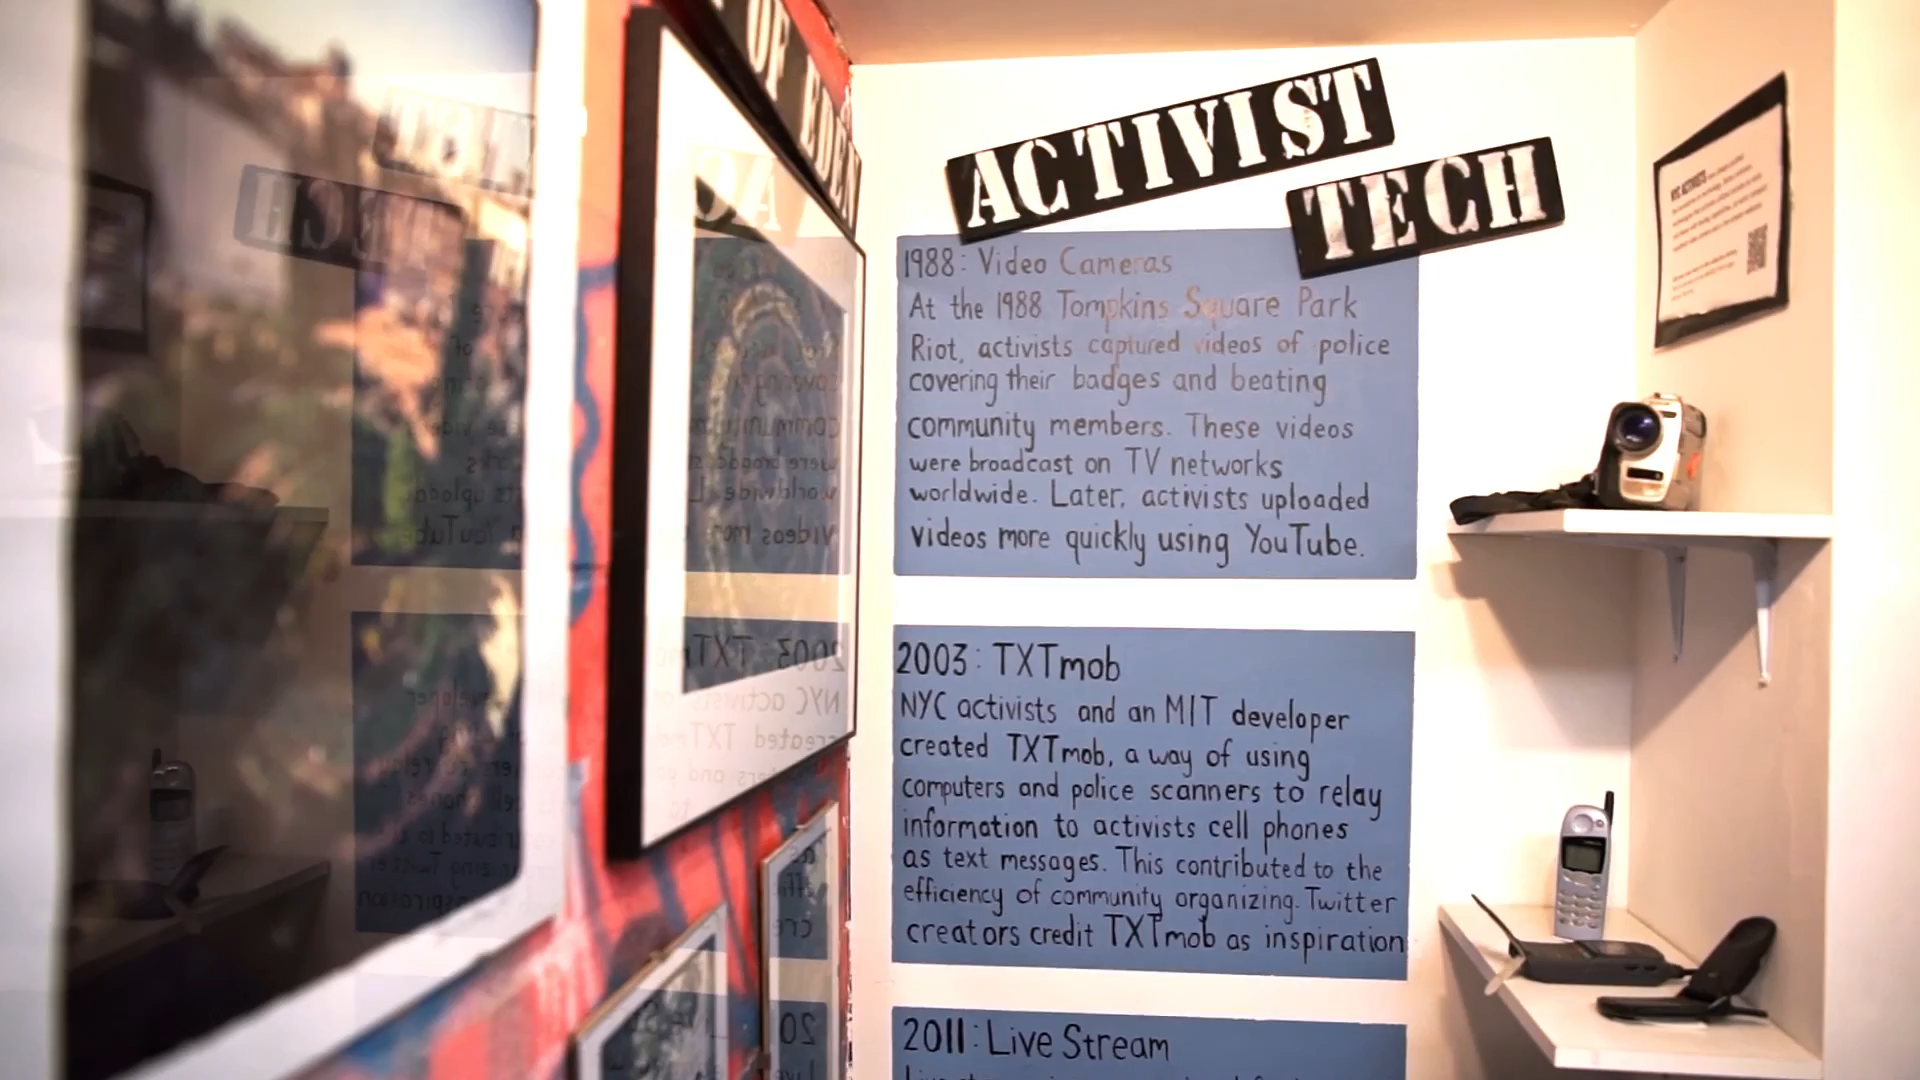 OF EDEN
ACTIVIST
TECH
1988: Video Cameras
At the 1988 Tompkins Square Park
Riot, activists captured videos of police
covering their badges and beating
community members. These videos
were broadcast on TV networks
worldwide. Later, activists uploaded
videos more quickly using YouTube.
2003: TXTmob
NYC activists and an MIT developer
created TXTmob, a way of using
computers and police scanners to relay
information to activists cell phones
as text messages. This contributed to the
efficiency of community organizing. Twitter
creators credit TXTmob as inspiration
2011: Live Stream
NYC ACTIVISTS